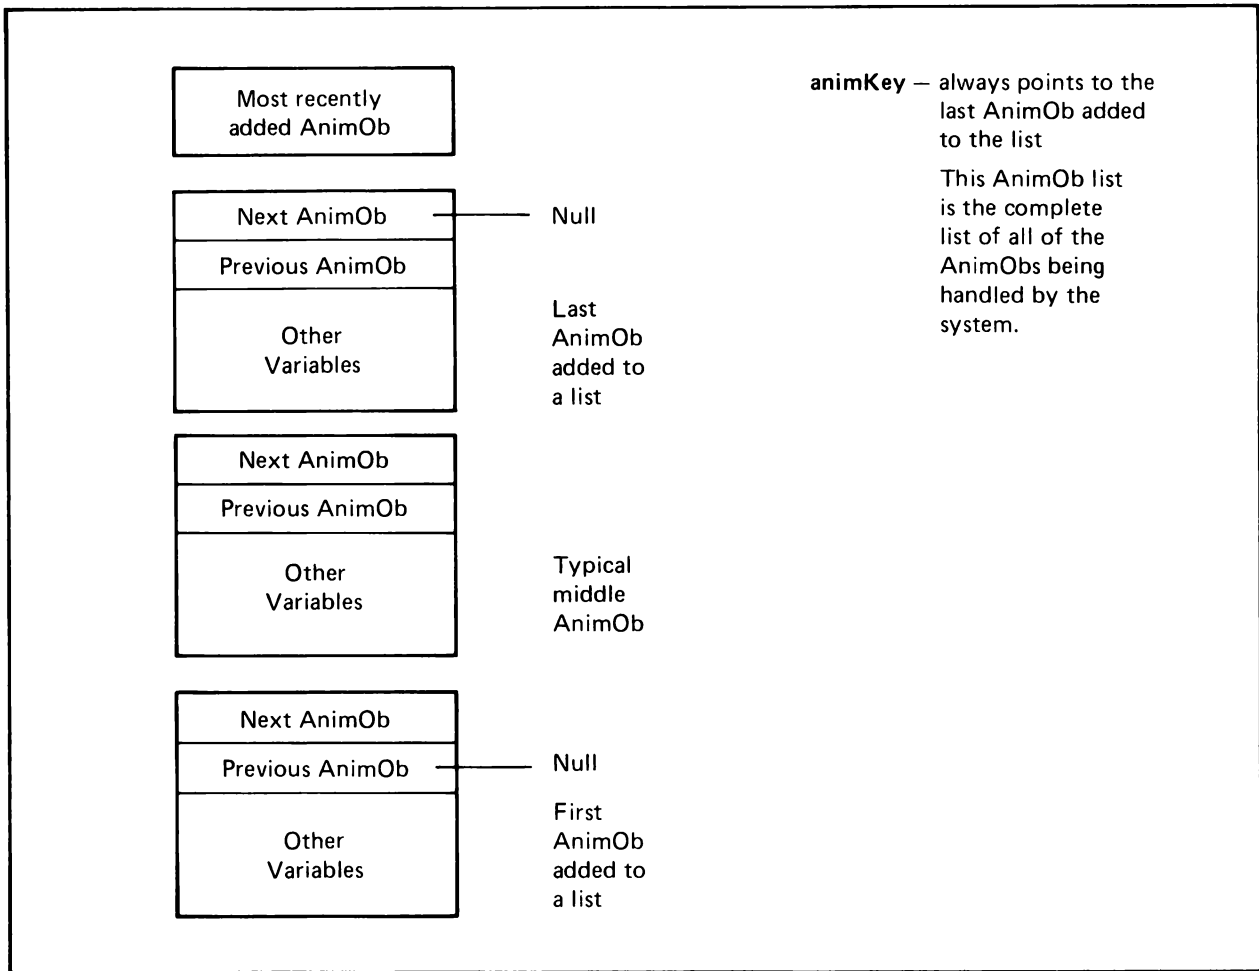 Most recently
added AnimOb
animKey — always points to the
last AnimOb added
to the list
This AnimOb list
is the complete
list of all of the
AnimObs being
handled by the
system.
Next AnimOb
Null
Previous AnimOb
Other
Variables
Last
AnimOb
added to
a list
Next AnimOb
Previous AnimOb
Other
Variables
Typical
middle
AnimOb
Next AnimOb
Previous AnimOb
Null
Other
Variables
First
AnimOb
added to
a list